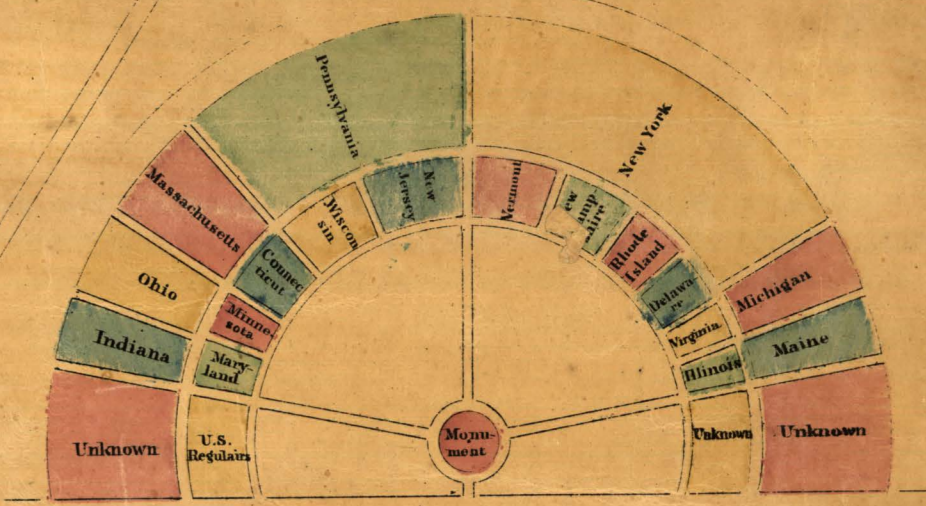 Pennsylvania
New York
Massachusetts
Ohio
Indiana
Unknown
New
Jersey
Wiscon
sin
Connec
ticut
Minne-
sota
Mary-
land
U.S.
Regulairs
Vermont
Rhode
Island
Delawa-
re
Virginia
Illinois
Unknown
Michigan
Maine
Unknown
Monu-
ment